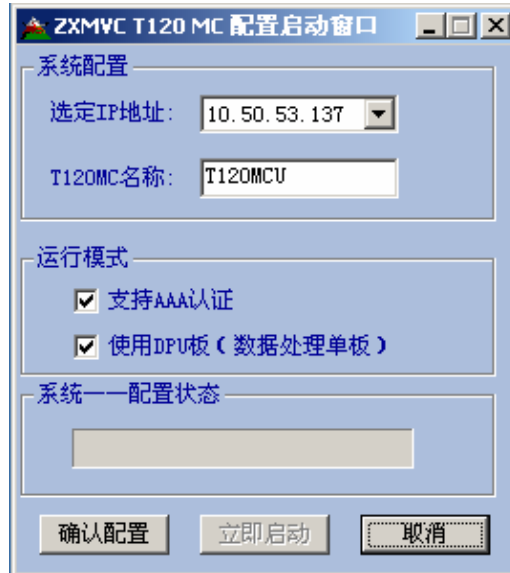 ZXMVC T120 MC 配置启动窗口
系统配置
选定IP地址: 10.50.53.137
T120MC名称: T120MCU
运行模式
支持AAA认证
使用DPU板(数据处理单板)
系统——配置状态
确认配置 立即启动 取消